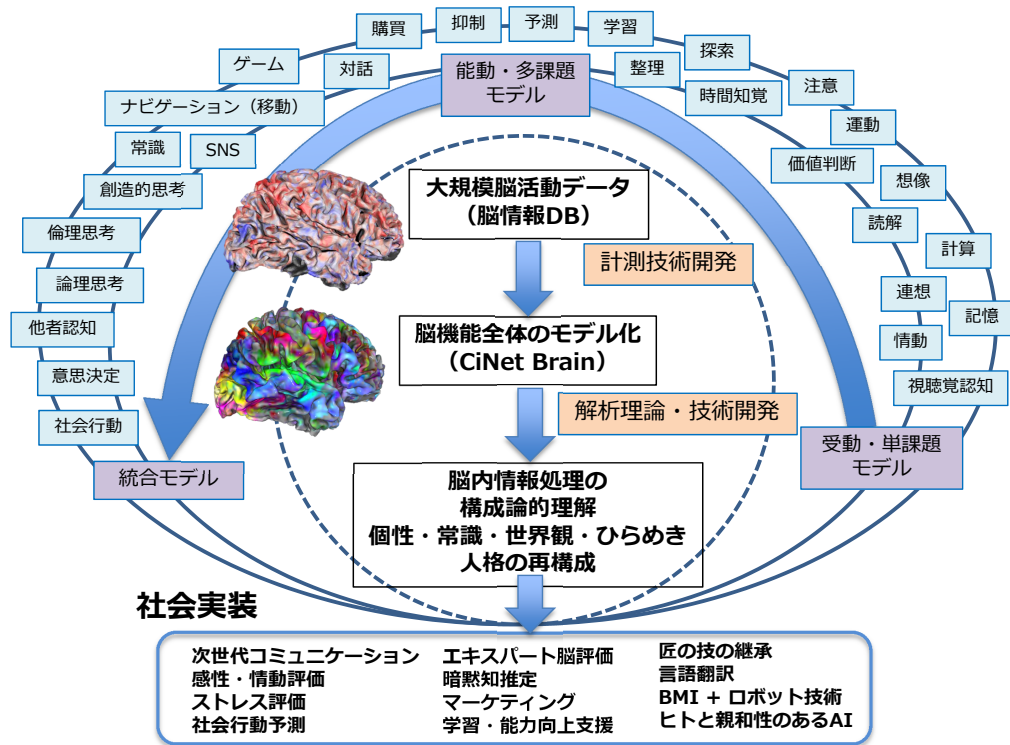 購買
抑制
予測
学習
探索
ゲーム
対話
能動・多課題
モデル
整理
注意
ナビゲーション（移動）
時間知覚
運動
常識
SNS
価値判断
想像
創造的思考
大規模脳活動データ
（脳情報DB）
読解
倫理思考
計測技術開発
計算
論理思考
連想
記憶
他者認知
脳機能全体のモデル化
（CiNet Brain）
情動
意思決定
視聴覚認知
社会行動
解析理論・技術開発
統合モデル
受動・単課題
モデル
脳内情報処理の
構成論的理解
個性・常識・世界観・ひらめき
人格の再構成
社会実装
次世代コミュニケーション
感性・情動評価
ストレス評価
社会行動予測
エキスパート脳評価
暗黙知推定
マーケティング
学習・能力向上支援
匠の技の継承
言語翻訳
BMI + ロボット技術
ヒトと親和性のあるAI